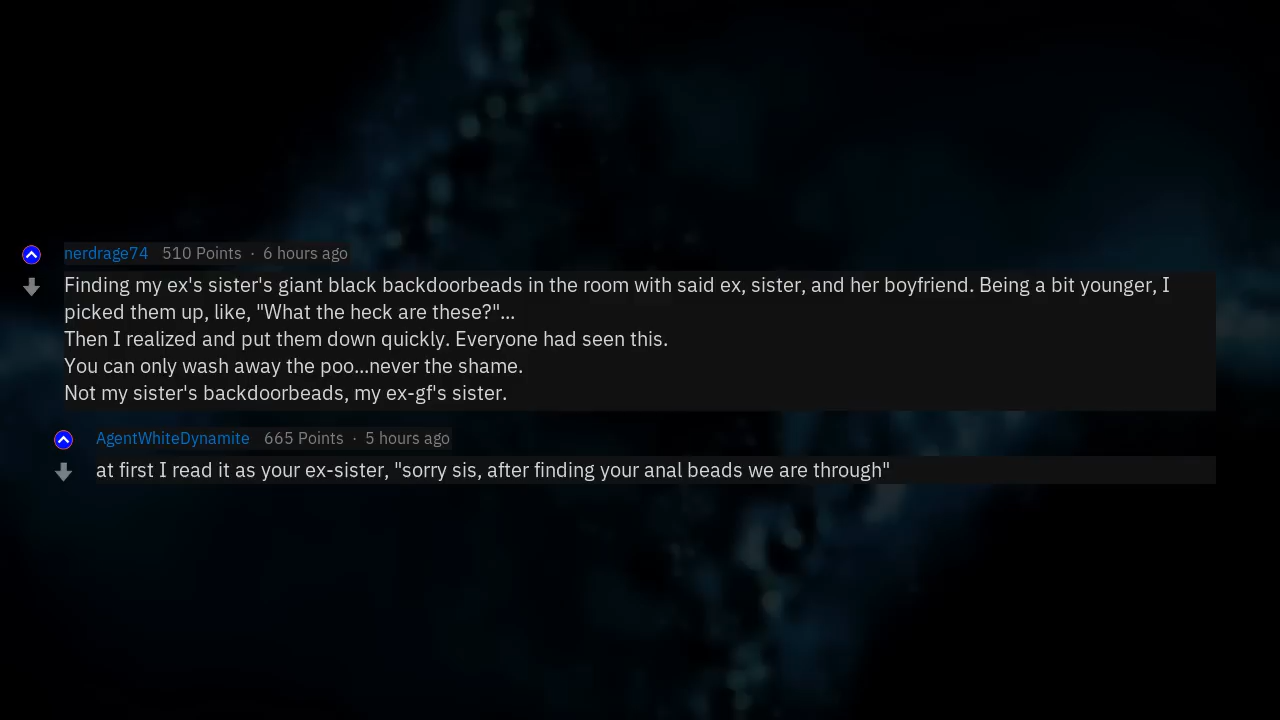 nerdrage74 510 Points · 6 hours ago
Finding my ex's sister's giant black backdoorbeads in the room with said ex, sister, and her boyfriend. Being a bit younger, I
picked them up, like, "What the heck are these?"...
Then I realized and put them down quickly. Everyone had seen this.
You can only wash away the poo...never the shame.
Not my sister's backdoorbeads, my ex-gf's sister.
AgentWhiteDynamite 665 Points · 5 hours ago
at first I read it as your ex-sister, "sorry sis, after finding your anal beads we are through"